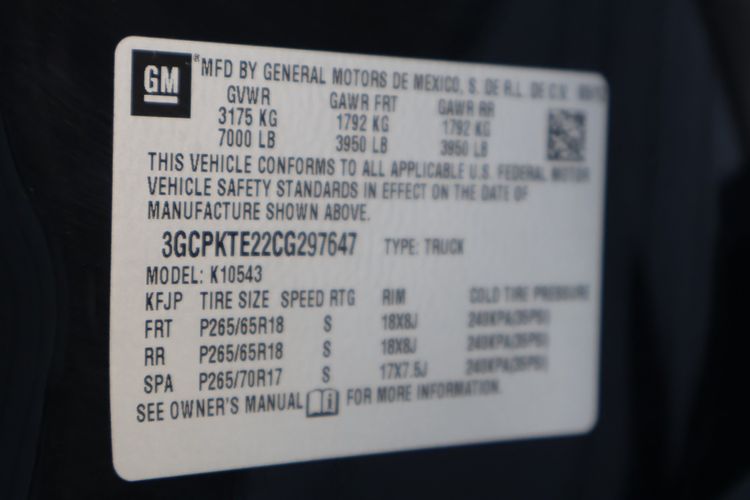 GM ® MFD BY GENERAL MOTORS DE MEXICO, S. DE R.L. DE C.V.
GVWR GAWR FRT GAWR RR
3175 KG 1792 KG 1792 KG
7000 LB 3950 LB 3950 LB
THIS VEHICLE CONFORMS TO ALL APPLICABLE U.S. FEDERAL MOTOR
VEHICLE SAFETY STANDARDS IN EFFECT ON THE DATE OF
MANUFACTURE SHOWN ABOVE.
3GCPKTE22CG297647 TYPE: TRUCK
MODEL: K10543
KFJP TIRE SIZE SPEED RTG RIM COLD TIRE PRESSURE
FRT P265/65R18 S 18X8J 240KPA(35PSI)
RR P265/65R18 S 18X8J 240KPA(35PSI)
SPA P265/70R17 S 17X7.5J 240KPA(35PSI)
SEE OWNER'S MANUAL FOR MORE INFORMATION.